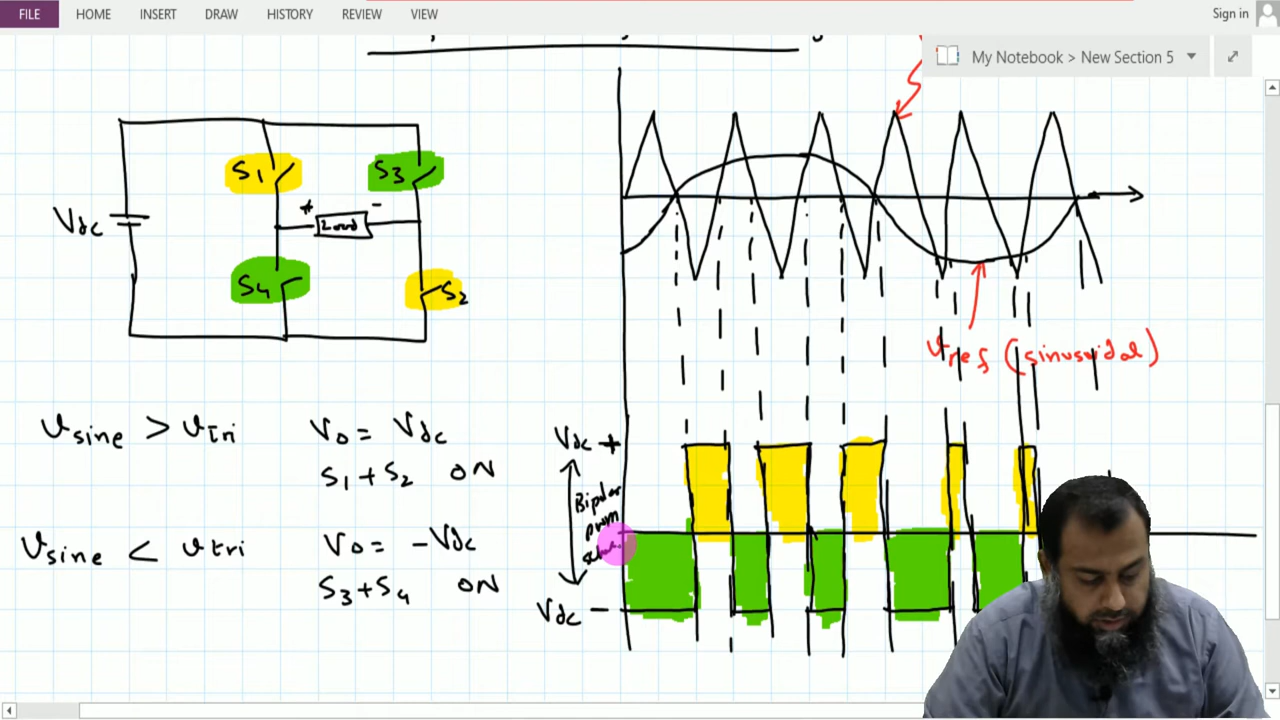 FILE HOME INSERT DRAW HISTORY REVIEW VIEW Sign in
My Notebook > New Section 5
S1
S3
Vdc
+ -
Load
S4
S2
Vref (sinusoidal)
Vsine > Vtri Vo = Vdc
S1 + S2 ON
Vsine < Vtri Vo = -Vdc
S3 + S4 ON
Vdc +
Bipolar
pwm
Vdc -